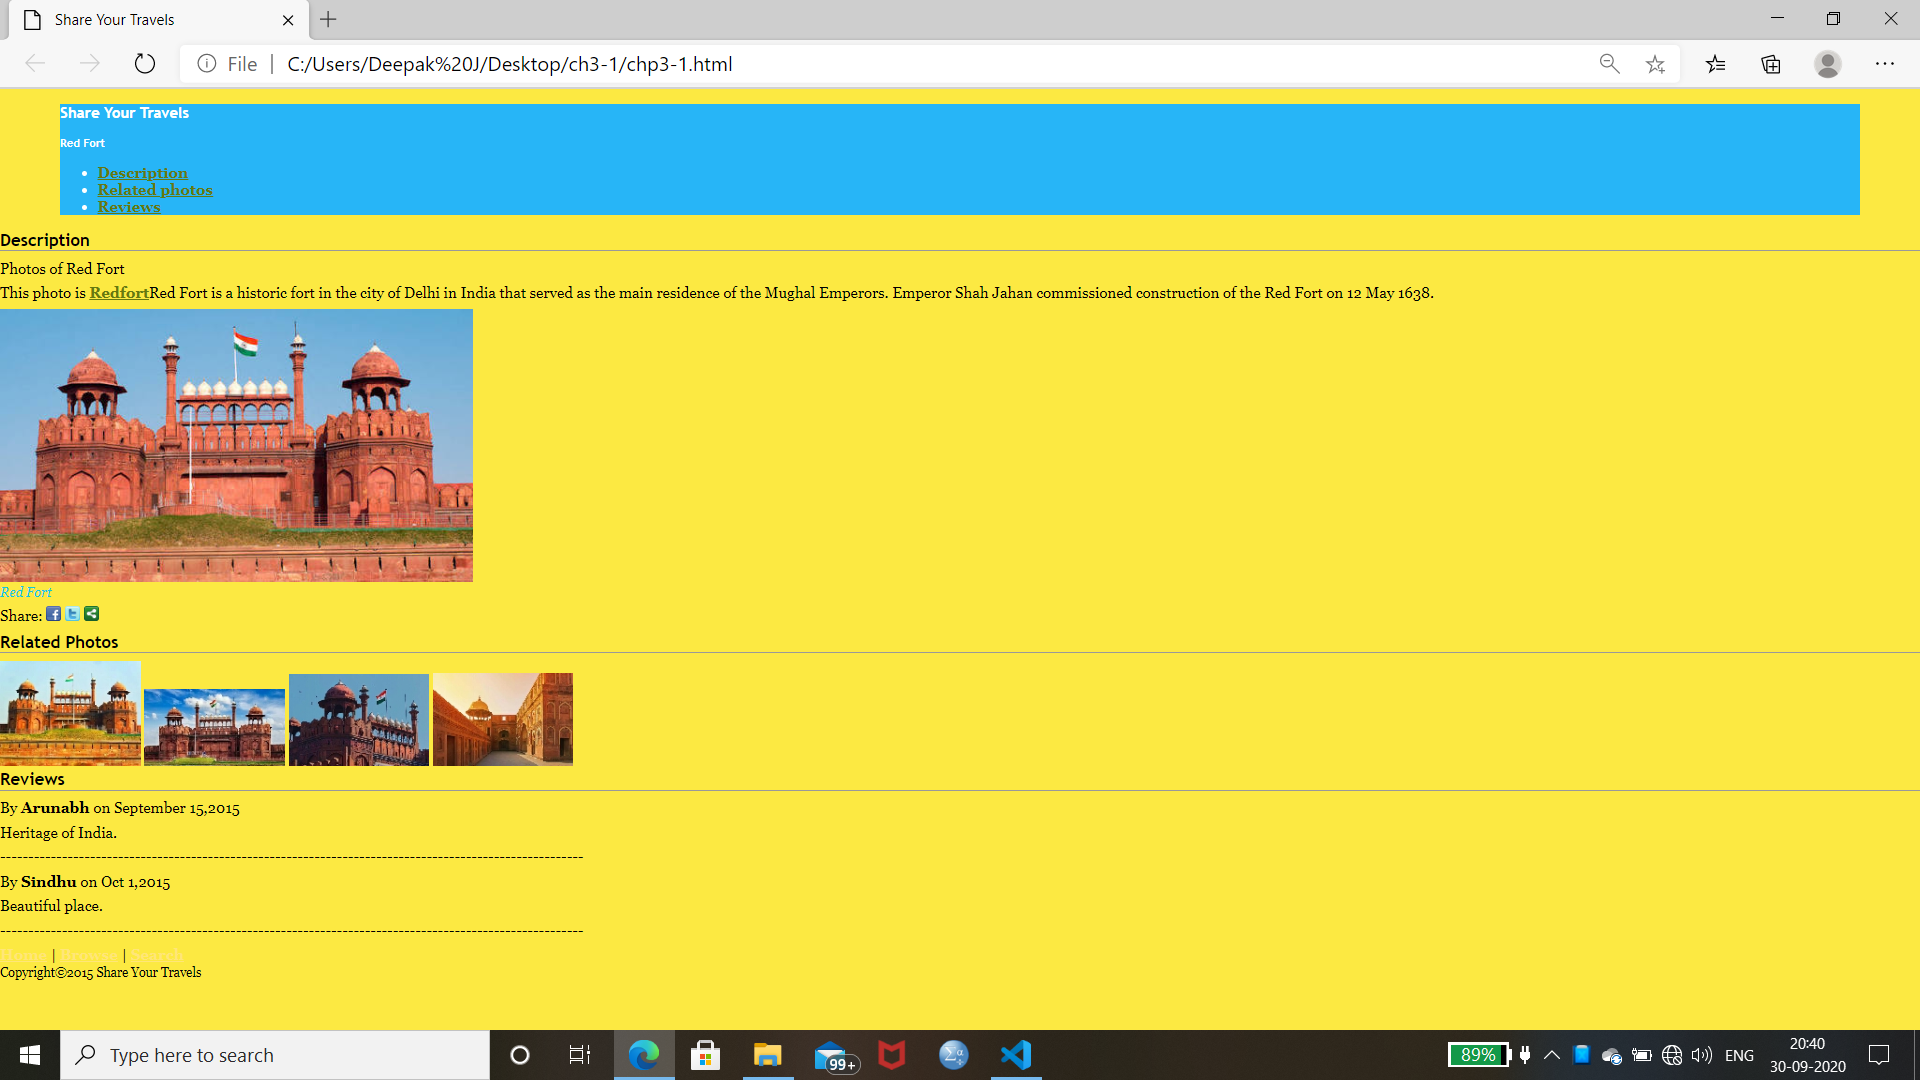 Share Your Travels
File | C:/Users/Deepak%20J/Desktop/ch3-1/chp3-1.html
Share Your Travels
Red Fort
Description
Related photos
Reviews
Description
Photos of Red Fort
This photo is RedfortRed Fort is a historic fort in the city of Delhi in India that served as the main residence of the Mughal Emperors. Emperor Shah Jahan commissioned construction of the Red Fort on 12 May 1638.
Red Fort
Share:
Related Photos
Reviews
By Arunabh on September 15,2015
Heritage of India.
--------------------------------------------------------------------------------------------------------
By Sindhu on Oct 1,2015
Beautiful place.
--------------------------------------------------------------------------------------------------------
Home | Browse | Search
Copyright©2015 Share Your Travels
Type here to search
99+
89%
ENG
20:40
30-09-2020